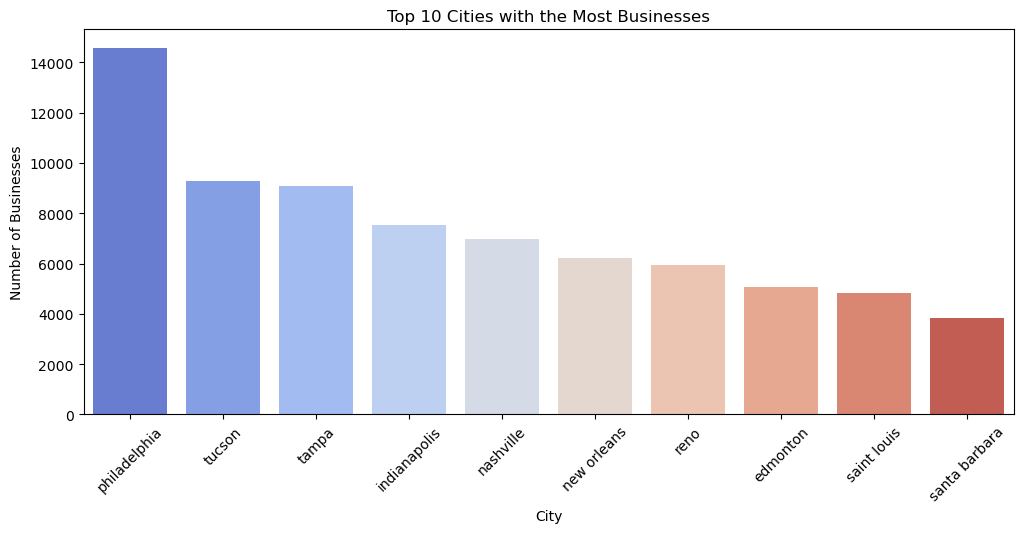 Top 10 Cities with the Most Businesses
Number of Businesses
14000
12000
10000
8000
6000
4000
2000
0
philadelphia
tucson
tampa
indianapolis
nashville
new orleans
reno
edmonton
saint louis
santa barbara
City